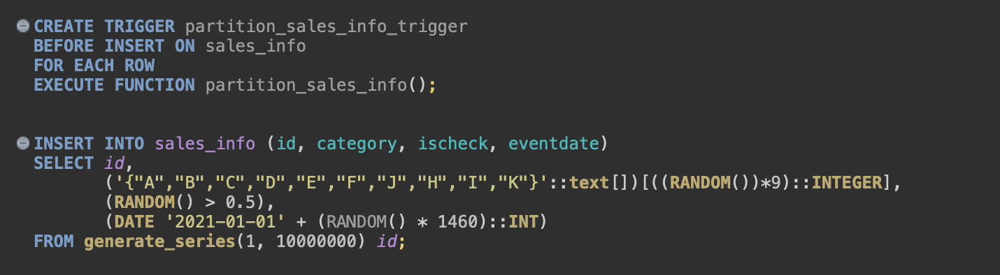 CREATE TRIGGER partition_sales_info_trigger
BEFORE INSERT ON sales_info
FOR EACH ROW
EXECUTE FUNCTION partition_sales_info();
INSERT INTO sales_info (id, category, ischeck, eventdate)
SELECT id,
('{"A","B","C","D","E","F","J","H","I","K"}'::text[])[((RANDOM())*9)::INTEGER],
(RANDOM() > 0.5),
(DATE '2021-01-01' + (RANDOM() * 1460)::INT)
FROM generate_series(1, 10000000) id;